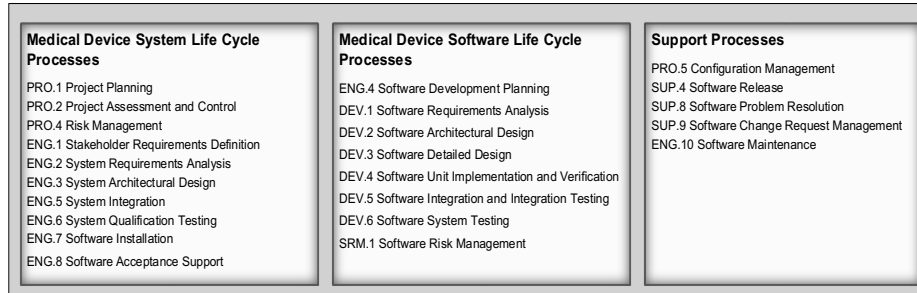 Medical Device System Life Cycle
Processes
PRO.1 Project Planning
PRO.2 Project Assessment and Control
PRO.4 Risk Management
ENG.1 Stakeholder Requirements Definition
ENG.2 System Requirements Analysis
ENG.3 System Architectural Design
ENG.5 System Integration
ENG.6 System Qualification Testing
ENG.7 Software Installation
ENG.8 Software Acceptance Support
Medical Device Software Life Cycle
Processes
ENG.4 Software Development Planning
DEV.1 Software Requirements Analysis
DEV.2 Software Architectural Design
DEV.3 Software Detailed Design
DEV.4 Software Unit Implementation and Verification
DEV.5 Software Integration and Integration Testing
DEV.6 Software System Testing
SRM.1 Software Risk Management
Support Processes
PRO.5 Configuration Management
SUP.4 Software Release
SUP.8 Software Problem Resolution
SUP.9 Software Change Request Management
ENG.10 Software Maintenance